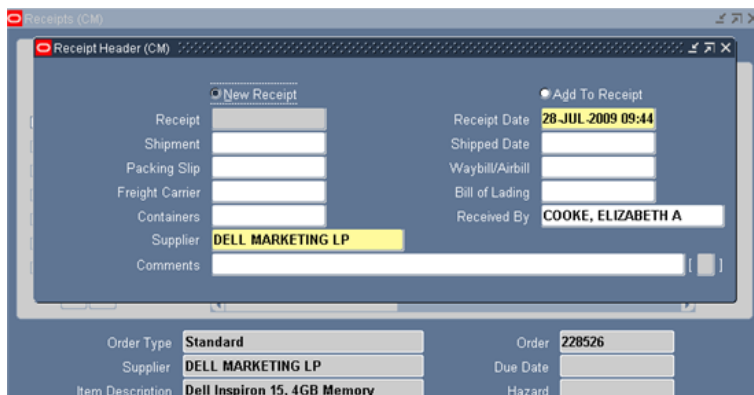 Receipts (CM)
Receipt Header (CM)
New Receipt Add To Receipt
Receipt Receipt Date 28-JUL-2009 09:44
Shipment Shipped Date
Packing Slip Waybill/Airbill
Freight Carrier Bill of Lading
Containers Received By COOKE, ELIZABETH A
Supplier DELL MARKETING LP
Comments [ ]
Order Type Standard Order 228526
Supplier DELL MARKETING LP Due Date
Item Description Dell Inspiron 15, 4GB Memory Hazard